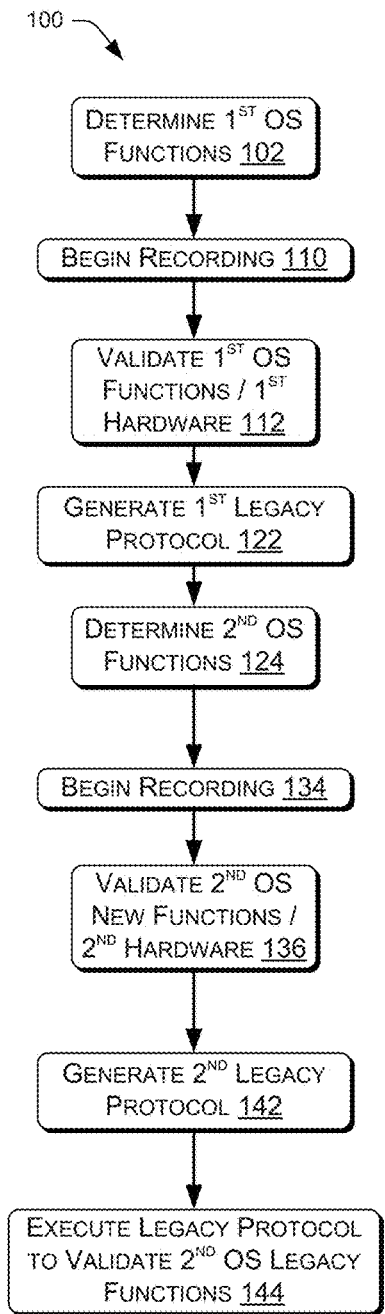 100
DETERMINE 1ST OS
FUNCTIONS 102
BEGIN RECORDING 110
VALIDATE 1ST OS
FUNCTIONS / 1ST
HARDWARE 112
GENERATE 1ST LEGACY
PROTOCOL 122
DETERMINE 2ND OS
FUNCTIONS 124
BEGIN RECORDING 134
VALIDATE 2ND OS
NEW FUNCTIONS /
2ND HARDWARE 136
GENERATE 2ND LEGACY
PROTOCOL 142
EXECUTE LEGACY PROTOCOL
TO VALIDATE 2ND OS LEGACY
FUNCTIONS 144